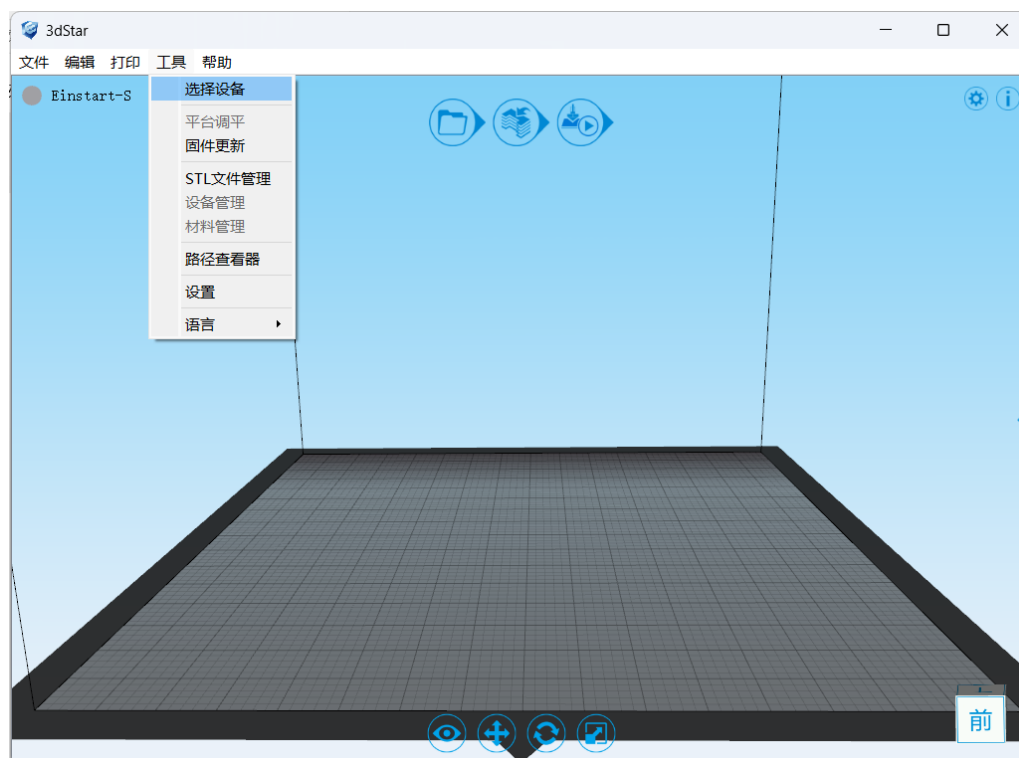 3dStar
文件 编辑 打印 工具 帮助
Einstart-S
选择设备
平台调平
固件更新
STL文件管理
设备管理
材料管理
路径查看器
设置
语言
前